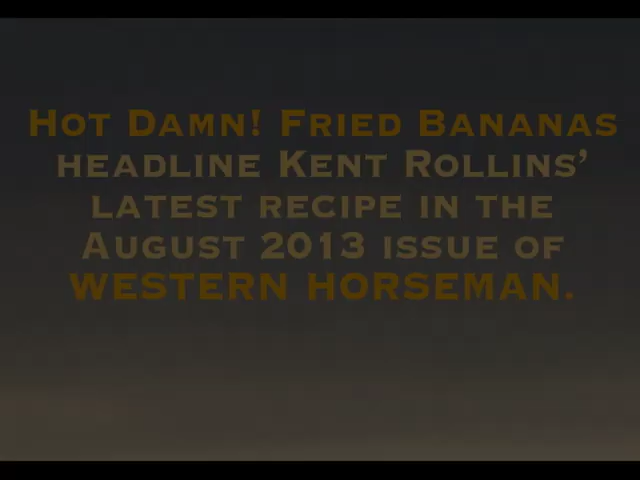 Hot Damn! Fried Bananas
headline Kent Rollins’
latest recipe in the
August 2013 issue of
WESTERN HORSEMAN.